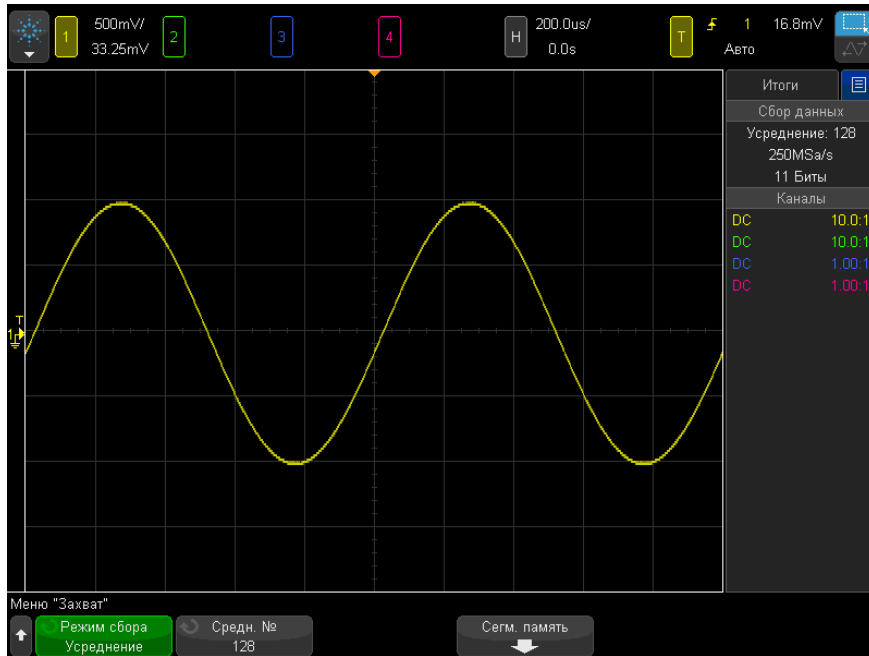 1 500mV/ 33.25mV 2 3 4 H 200.0us/ 0.0s T 1 16.8mV Авто
Итоги
Сбор данных
Усреднение: 128
250MSa/s
11 Биты
Каналы
DC 10.0:1
DC 10.0:1
DC 1.00:1
DC 1.00:1
T
1
Меню "Захват"
Режим сбора
Усреднение
Средн. №
128
Сегм. память